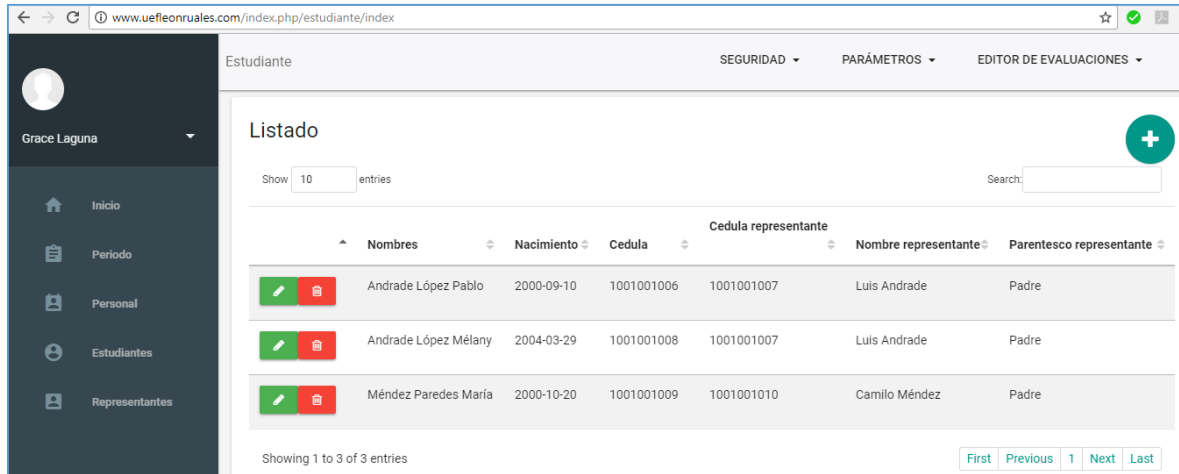 www.uefleonruales.com/index.php/estudiante/index
Estudiante
SEGURIDAD
PARÁMETROS
EDITOR DE EVALUACIONES
Grace Laguna
Inicio
Periodo
Personal
Estudiantes
Representantes
Listado
Show 10 entries
Search:
Nombres Nacimiento Cedula Cedula representante Nombre representante Parentesco representante
Andrade López Pablo 2000-09-10 1001001006 1001001007 Luis Andrade Padre
Andrade López Mélany 2004-03-29 1001001008 1001001007 Luis Andrade Padre
Méndez Paredes María 2000-10-20 1001001009 1001001010 Camilo Méndez Padre
Showing 1 to 3 of 3 entries
First Previous 1 Next Last